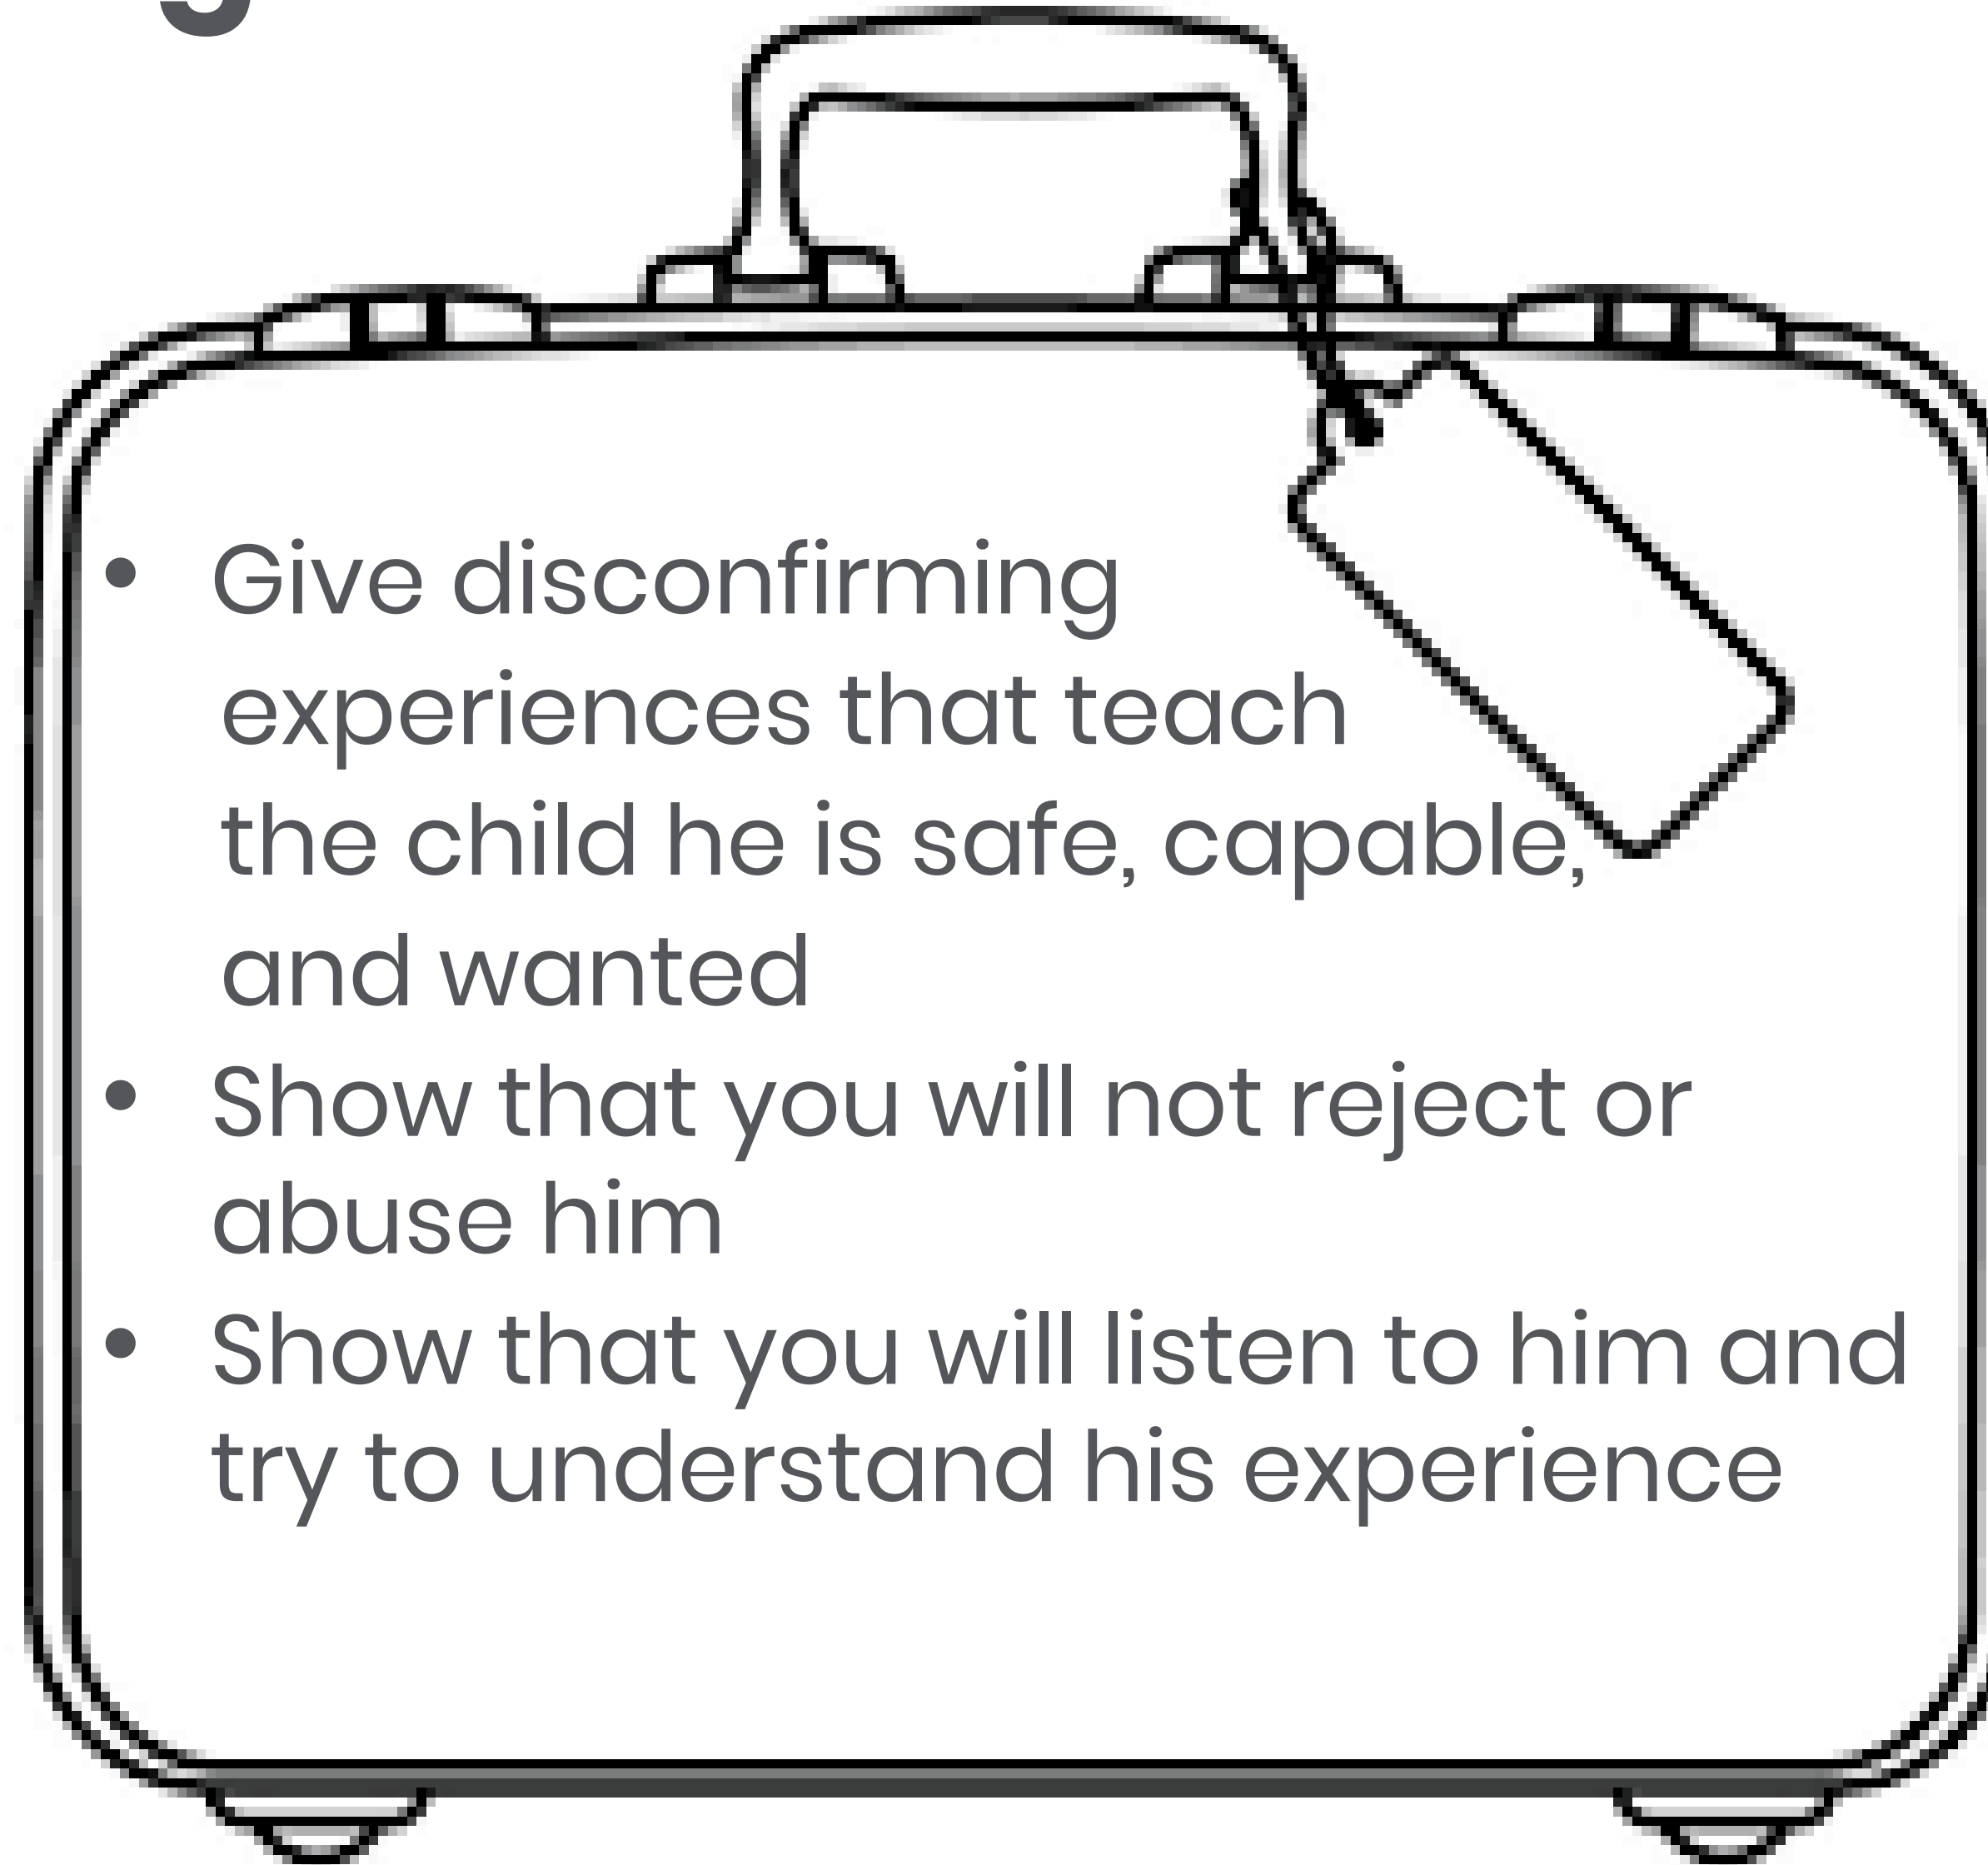 • Give disconfirming
experiences that teach
the child he is safe, capable,
and wanted
• Show that you will not reject or
abuse him
• Show that you will listen to him and
try to understand his experience